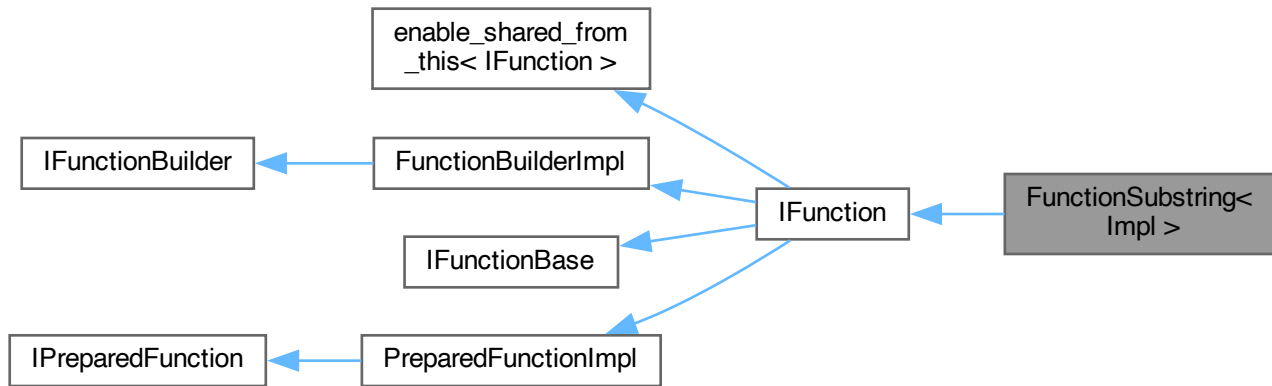 enable_shared_from
_this< IFunction >
IFunctionBuilder
FunctionBuilderImpl
IFunction
FunctionSubstring<
Impl >
IFunctionBase
IPreparedFunction
PreparedFunctionImpl